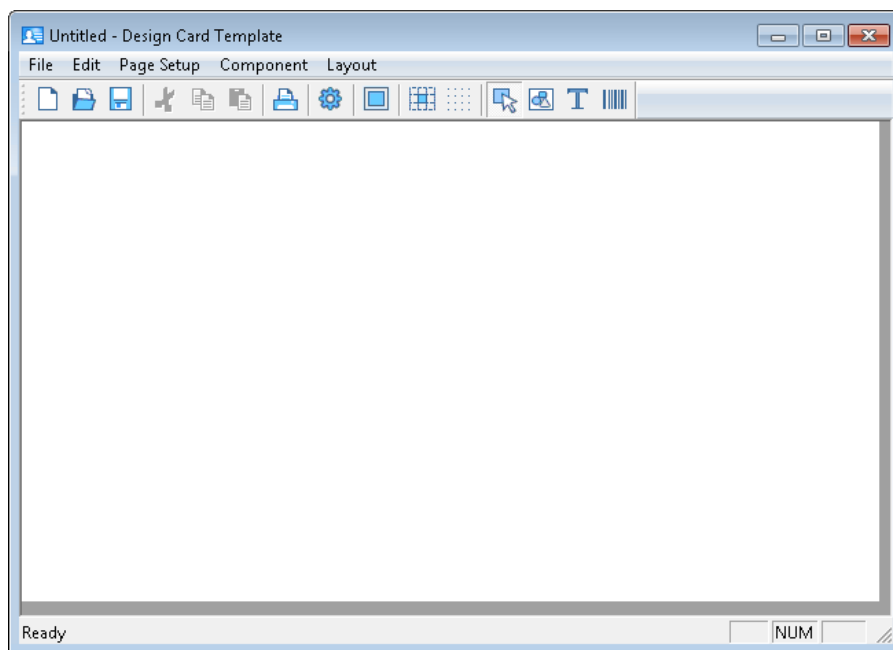 Untitled - Design Card Template
File Edit Page Setup Component Layout
T
Ready NUM